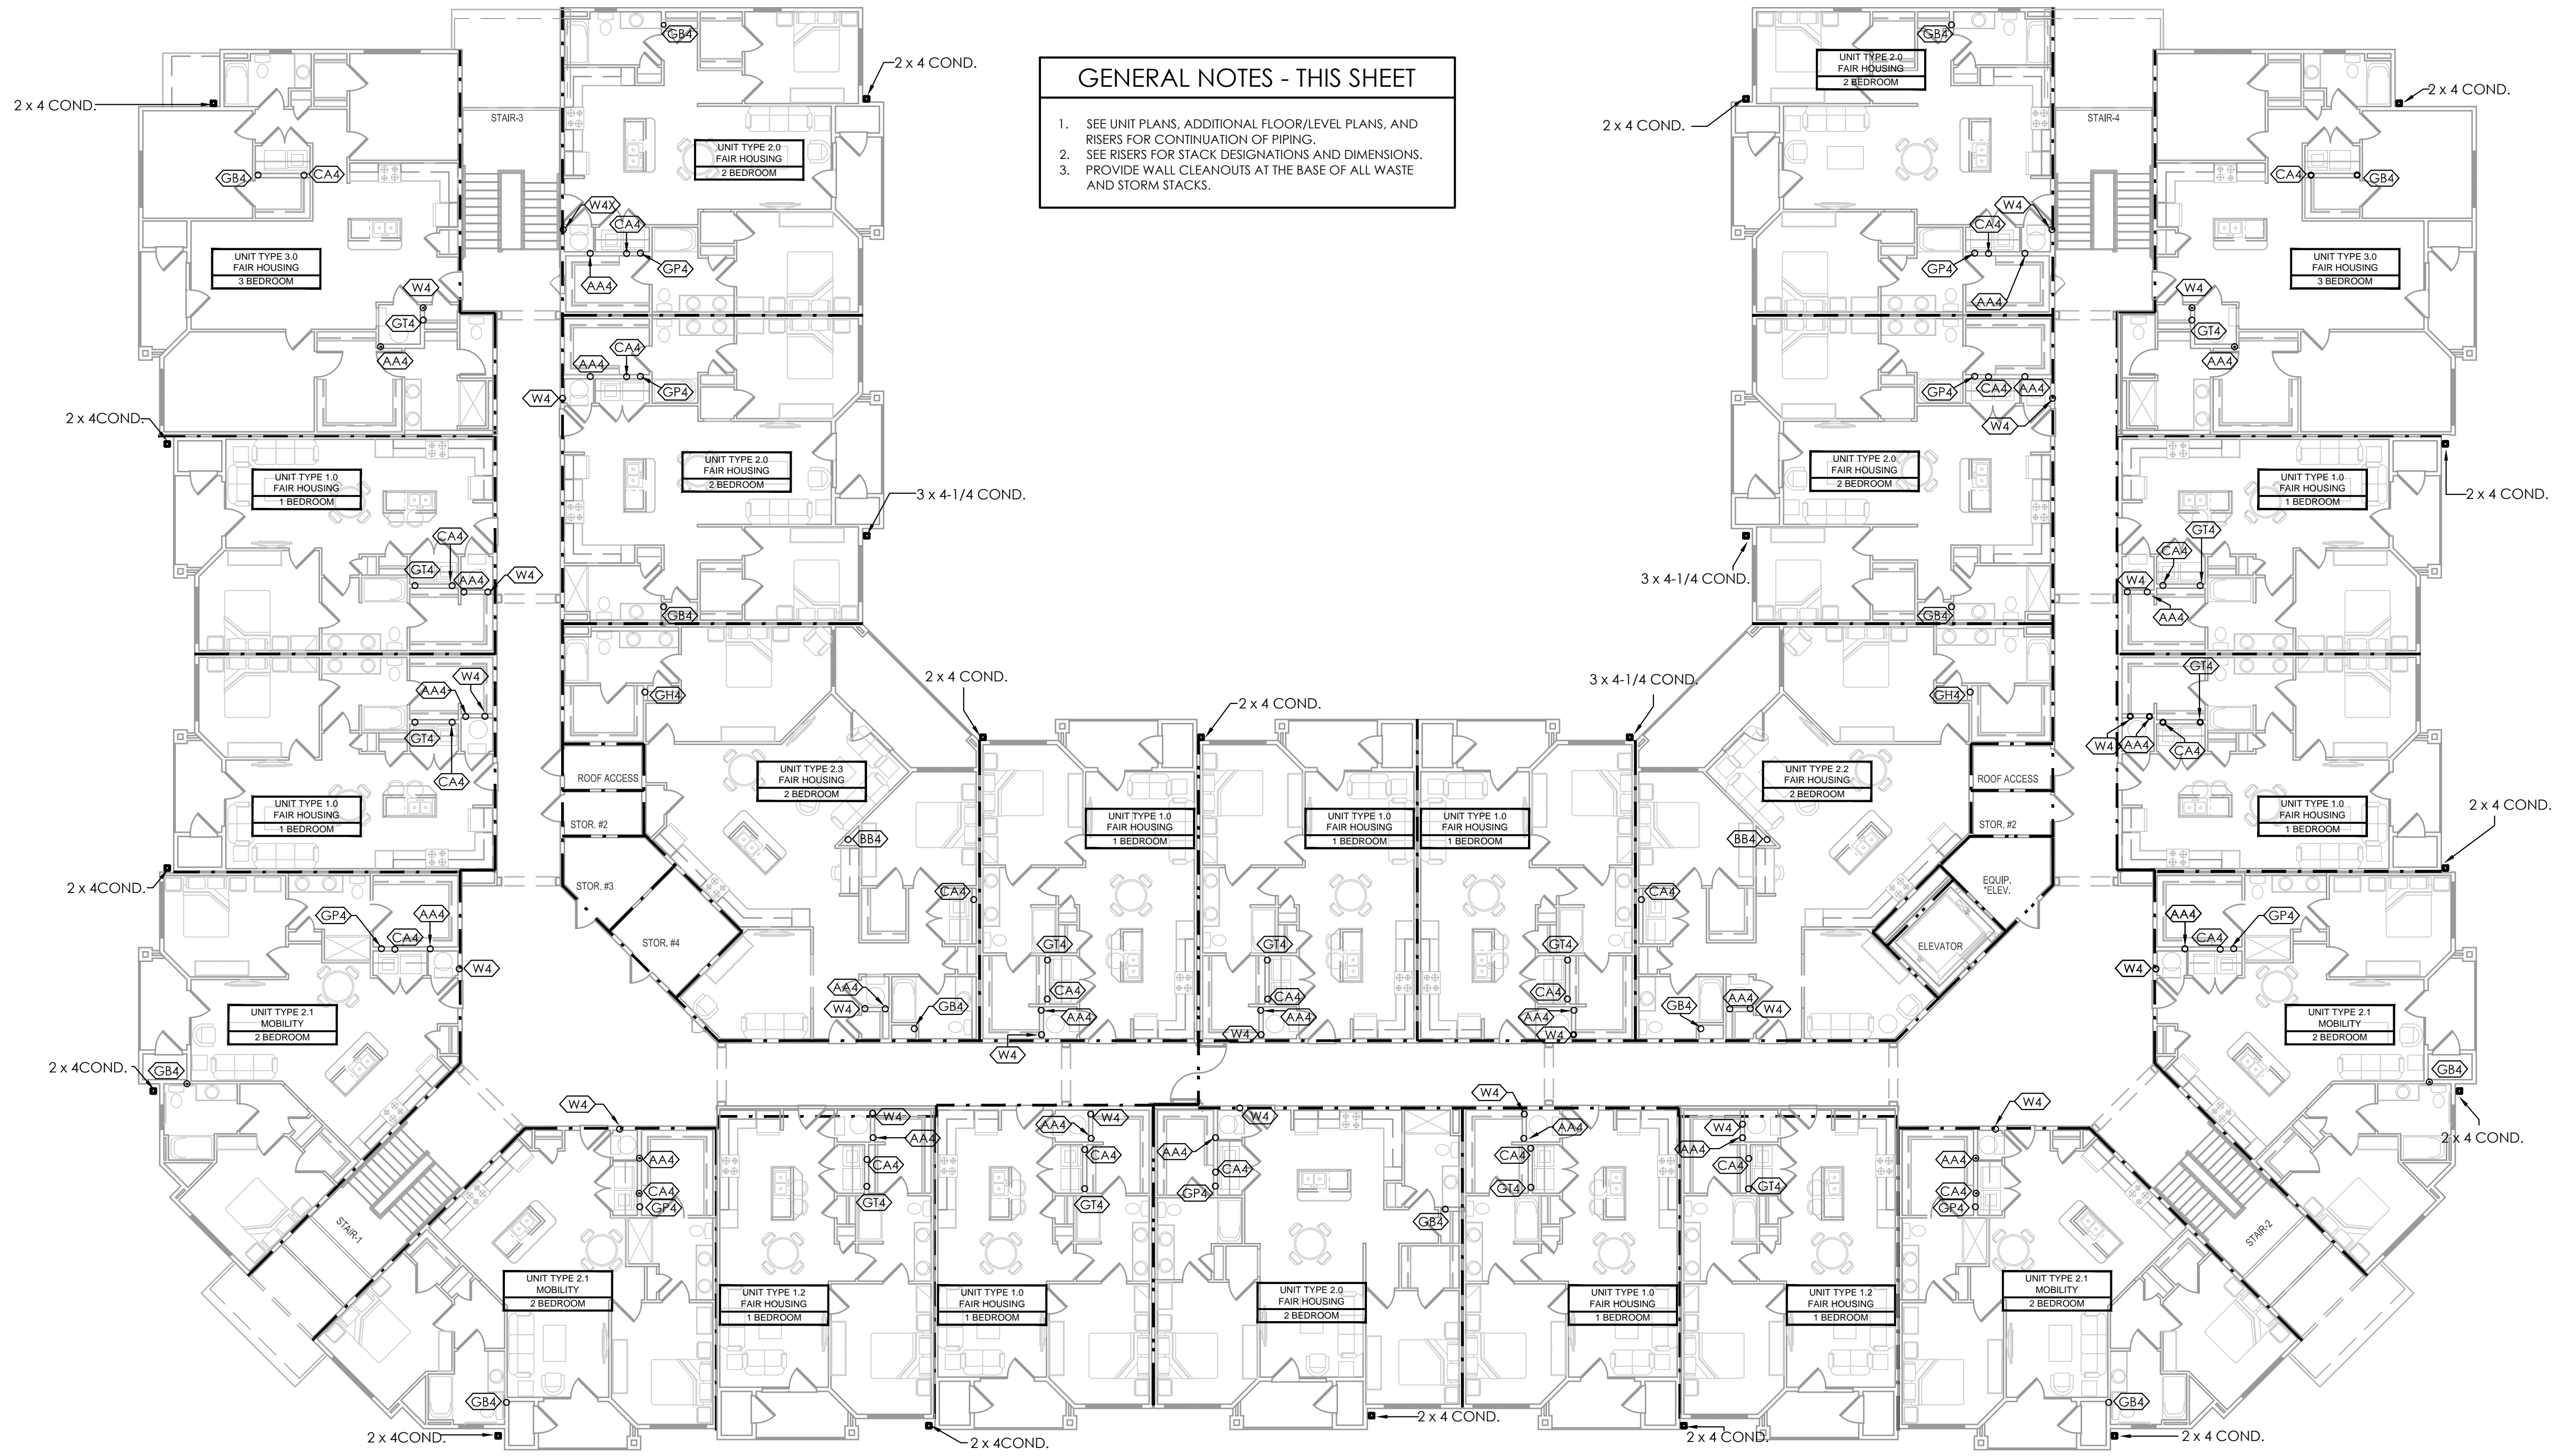 GENERAL NOTES - THIS SHEET
1. SEE UNIT PLANS, ADDITIONAL FLOOR/LEVEL PLANS, AND
RISERS FOR CONTINUATION OF PIPING.
2. SEE RISERS FOR STACK DESIGNATIONS AND DIMENSIONS.
3. PROVIDE WALL CLEANOUTS AT THE BASE OF ALL WASTE
AND STORM STACKS.
2 x 4 COND.
GB4
CA4
UNIT TYPE 3.0
FAIR HOUSING
3 BEDROOM
W4
GT4
AA4
STAIR-3
GB4
2 x 4 COND.
UNIT TYPE 2.0
FAIR HOUSING
2 BEDROOM
W4X
CA4
GP4
AA4
CA4
AA4
GP4
W4
UNIT TYPE 2.0
FAIR HOUSING
2 BEDROOM
3 x 4-1/4 COND.
GB4
2 x 4COND.
UNIT TYPE 1.0
FAIR HOUSING
1 BEDROOM
CA4
GT4
AA4
W4
W4
AA4
GT4
CA4
UNIT TYPE 1.0
FAIR HOUSING
1 BEDROOM
2 x 4COND.
GP4
CA4
AA4
W4
UNIT TYPE 2.1
MOBILITY
2 BEDROOM
2 x 4COND.
GB4
STAIR-1
GH4
ROOF ACCESS
STOR. #2
STOR. #3
STOR. #4
UNIT TYPE 2.3
FAIR HOUSING
2 BEDROOM
BB4
CA4
AA4
W4
GB4
2 x 4 COND.
UNIT TYPE 1.0
FAIR HOUSING
1 BEDROOM
GT4
CA4
AA4
W4
2 x 4 COND.
UNIT TYPE 1.0
FAIR HOUSING
1 BEDROOM
GT4
CA4
AA4
W4
UNIT TYPE 1.0
FAIR HOUSING
1 BEDROOM
GT4
CA4
AA4
W4
3 x 4-1/4 COND.
UNIT TYPE 2.0
FAIR HOUSING
2 BEDROOM
GB4
2 x 4 COND.
STAIR-4
W4
CA4
GP4
AA4
GP4
CA4
AA4
W4
UNIT TYPE 2.0
FAIR HOUSING
2 BEDROOM
3 x 4-1/4 COND.
GB4
2 x 4 COND.
CA4
GB4
UNIT TYPE 3.0
FAIR HOUSING
3 BEDROOM
W4
GT4
AA4
UNIT TYPE 1.0
FAIR HOUSING
1 BEDROOM
2 x 4 COND.
GT4
CA4
W4
AA4
GT4
W4
AA4
CA4
UNIT TYPE 1.0
FAIR HOUSING
1 BEDROOM
2 x 4 COND.
GH4
UNIT TYPE 2.2
FAIR HOUSING
2 BEDROOM
ROOF ACCESS
STOR. #2
EQUIP.
*ELEV.
ELEVATOR
BB4
CA4
GB4
AA4
W4
AA4
GP4
CA4
W4
UNIT TYPE 2.1
MOBILITY
2 BEDROOM
GB4
2 x 4 COND.
STAIR-2
W4
AA4
CA4
GP4
UNIT TYPE 2.1
MOBILITY
2 BEDROOM
GB4
2 x 4COND.
W4
AA4
CA4
GT4
UNIT TYPE 1.2
FAIR HOUSING
1 BEDROOM
2 x 4COND.
W4
AA4
CA4
GT4
UNIT TYPE 1.0
FAIR HOUSING
1 BEDROOM
W4
AA4
CA4
GP4
GB4
UNIT TYPE 2.0
FAIR HOUSING
2 BEDROOM
2 x 4 COND.
W4
AA4
CA4
GT4
UNIT TYPE 1.0
FAIR HOUSING
1 BEDROOM
W4
AA4
CA4
GT4
UNIT TYPE 1.2
FAIR HOUSING
1 BEDROOM
2 x 4 COND.
W4
AA4
CA4
GP4
UNIT TYPE 2.1
MOBILITY
2 BEDROOM
GB4
2 x 4 COND.